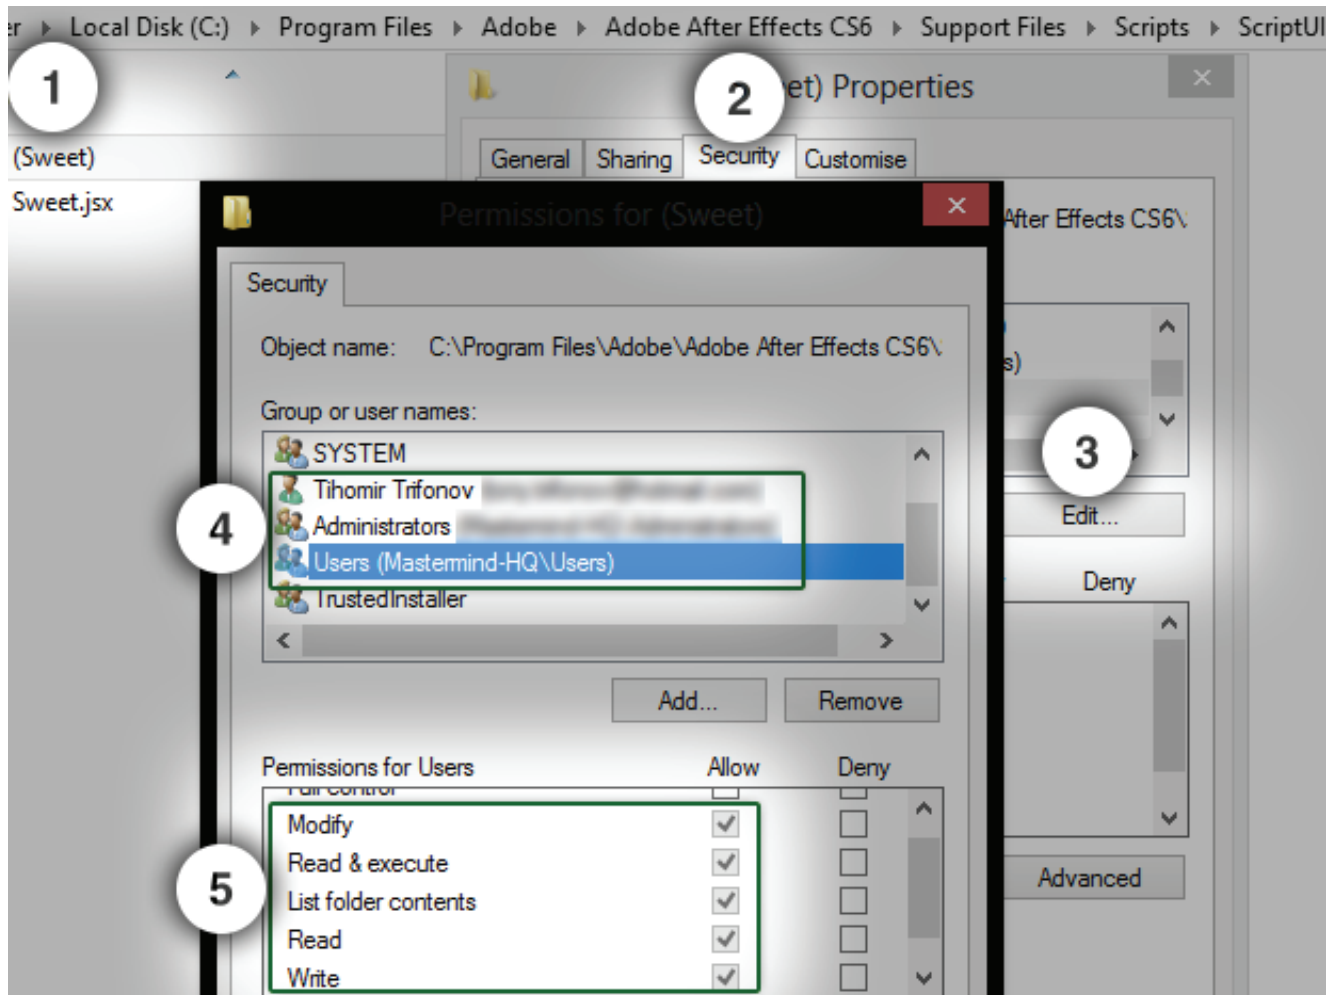 er Local Disk (C:) Program Files Adobe Adobe After Effects CS6 Support Files Scripts ScriptUI
1
2
et) Properties
(Sweet)
General Sharing Security Customise
Sweet.jsx
Permissions for (Sweet)
After Effects CS6\
Security
Object name: C:\Program Files\Adobe\Adobe After Effects CS6\
s)
Group or user names:
3
SYSTEM
Tihomir Trifonov
4
Administrators
Edit...
Users (Mastermind-HQ\Users)
Deny
TrustedInstaller
Add... Remove
Permissions for Users Allow Deny
Full control
Modify
Read & execute
5
Advanced
List folder contents
Read
Write